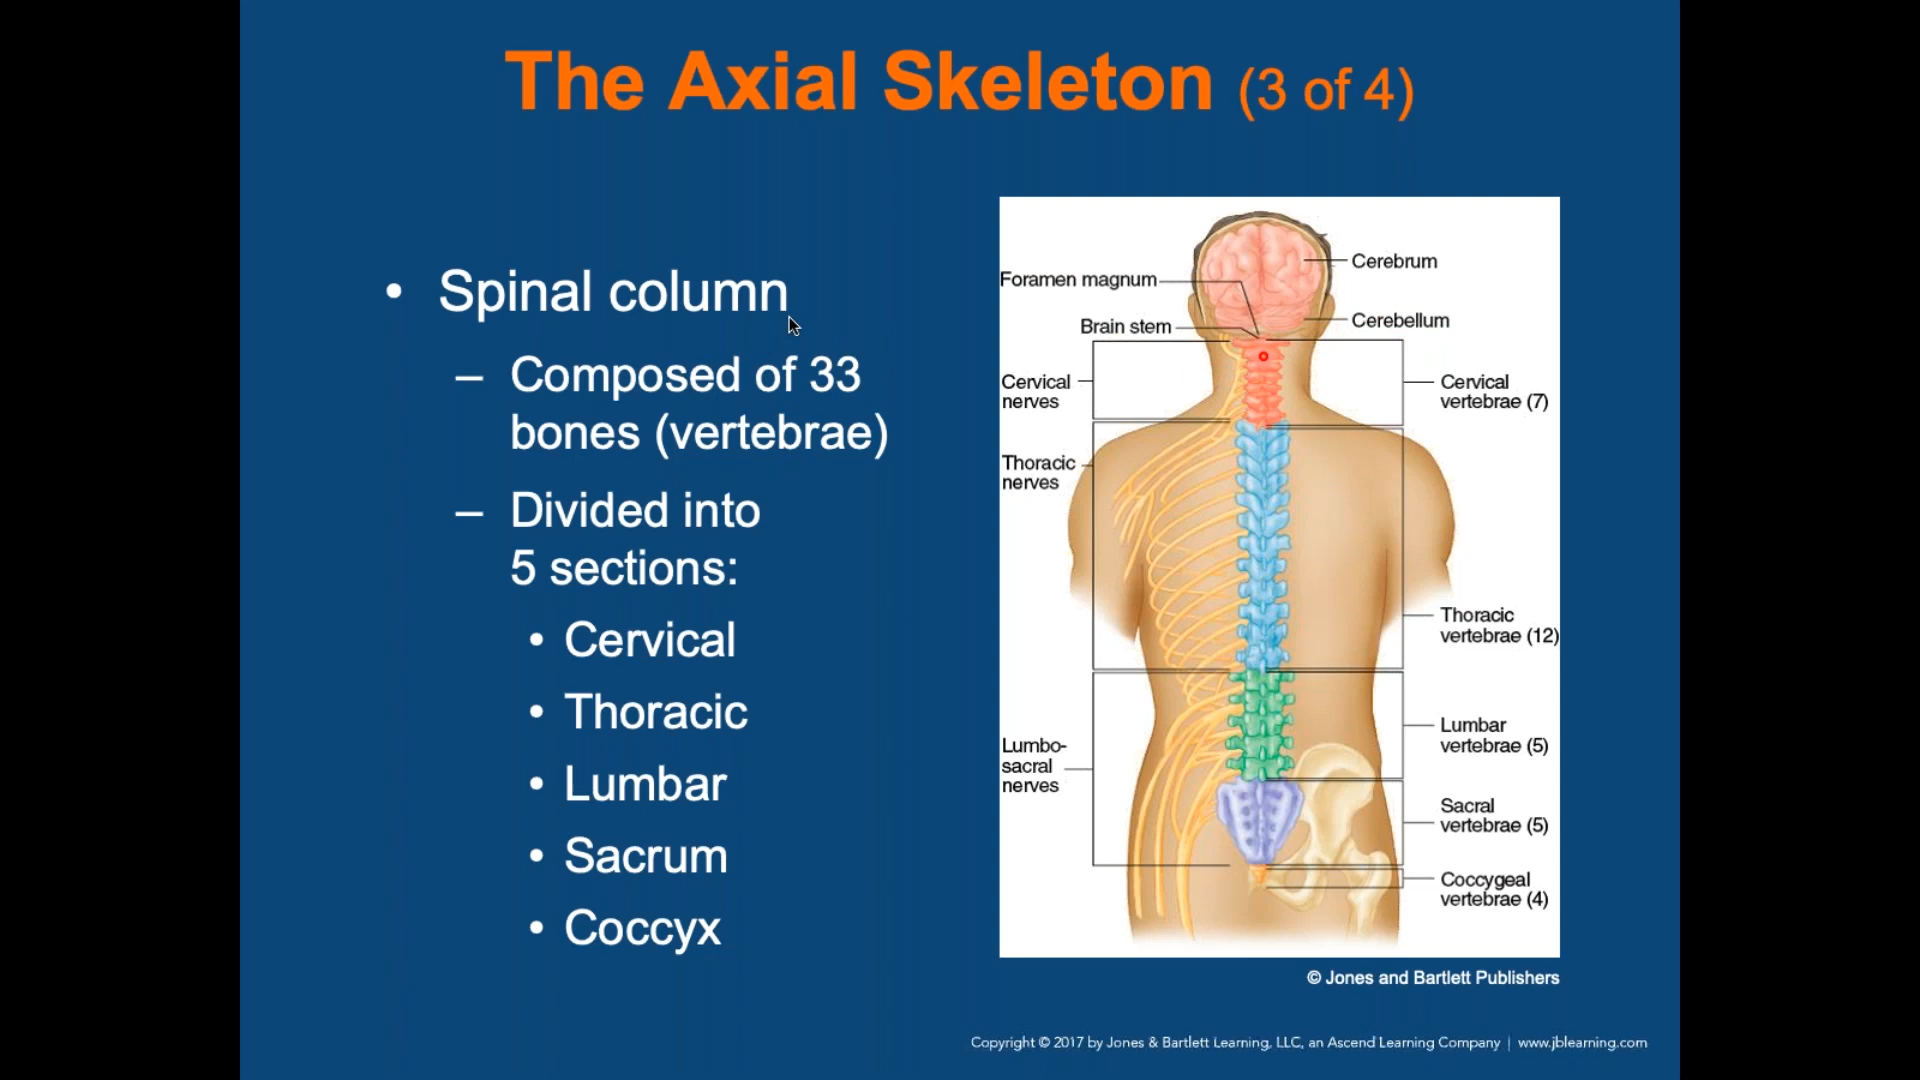 The Axial Skeleton (3 of 4)
• Spinal column
– Composed of 33
bones (vertebrae)
– Divided into
5 sections:
• Cervical
• Thoracic
• Lumbar
• Sacrum
• Coccyx
Foramen magnum
Brain stem
Cervical
nerves
Thoracic
nerves
Lumbo-
sacral
nerves
Cerebrum
Cerebellum
Cervical
vertebrae (7)
Thoracic
vertebrae (12)
Lumbar
vertebrae (5)
Sacral
vertebrae (5)
Coccygeal
vertebrae (4)
© Jones and Bartlett Publishers
Copyright © 2017 by Jones & Bartlett Learning, LLC, an Ascend Learning Company | www.jblearning.com